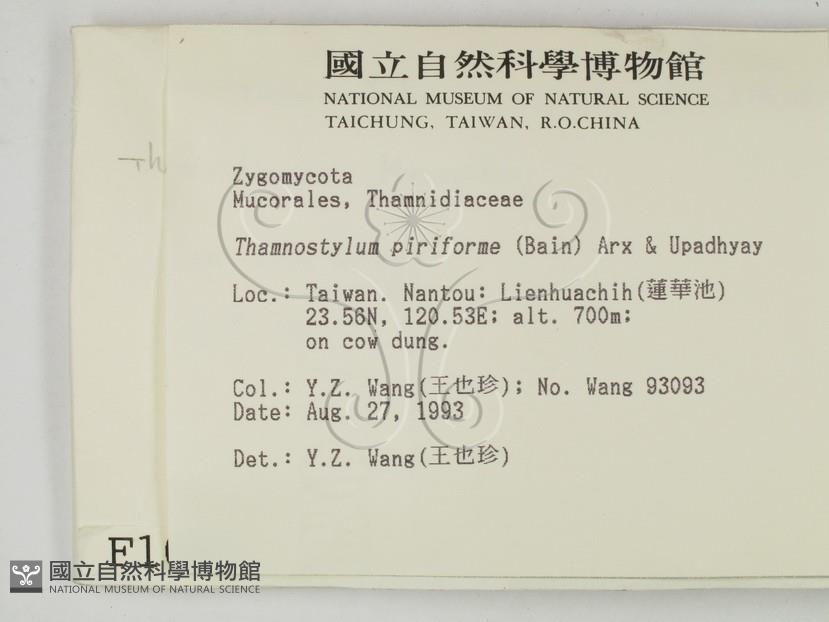 國立自然科學博物館
NATIONAL MUSEUM OF NATURAL SCIENCE
TAICHUNG, TAIWAN, R.O.CHINA
Th
Zygomycota
Mucorales, Thamnidiaceae
Thamnostylum piriforme (Bain) Arx & Upadhyay
Loc.: Taiwan. Nantou: Lienhuachih(蓮華池)
23.56N, 120.53E; alt. 700m;
on cow dung.
Col.: Y.Z. Wang(王也珍); No. Wang 93093
Date: Aug. 27, 1993
Det.: Y.Z. Wang(王也珍)
F1
國立自然科學博物館
NATIONAL MUSEUM OF NATURAL SCIENCE